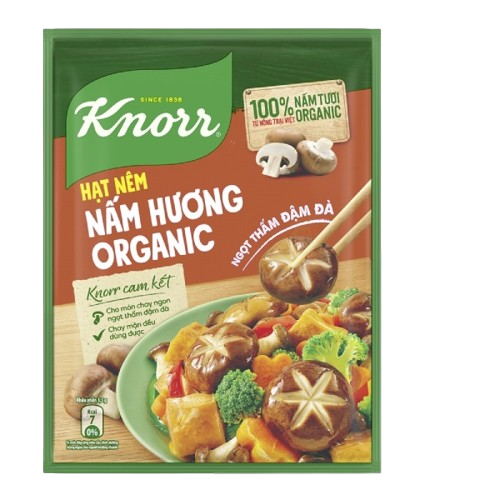 SINCE 1838
Knorr
100% NẤM TƯƠI
TỪ NÔNG TRẠI VIỆT ORGANIC
HẠT NÊM
NẤM HƯƠNG
ORGANIC
NGỌT THẤM ĐẬM ĐÀ
Knorr cam kết
Cho món chay ngon
ngọt thấm đậm đà
Chay mặn đều
dùng được
Kcal
7
0%